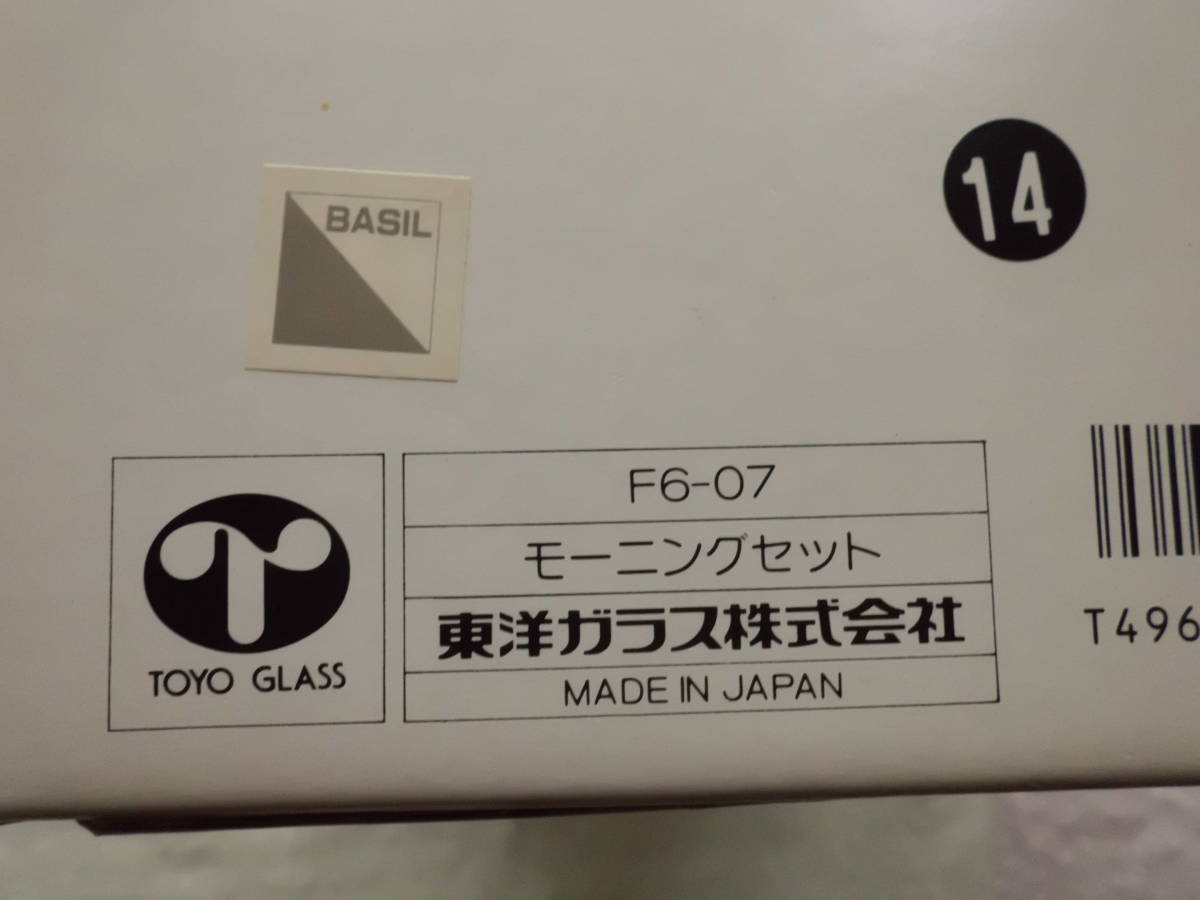 BASIL
14
TOYO GLASS
F6-07
モーニングセット
東洋ガラス株式会社
MADE IN JAPAN
T496